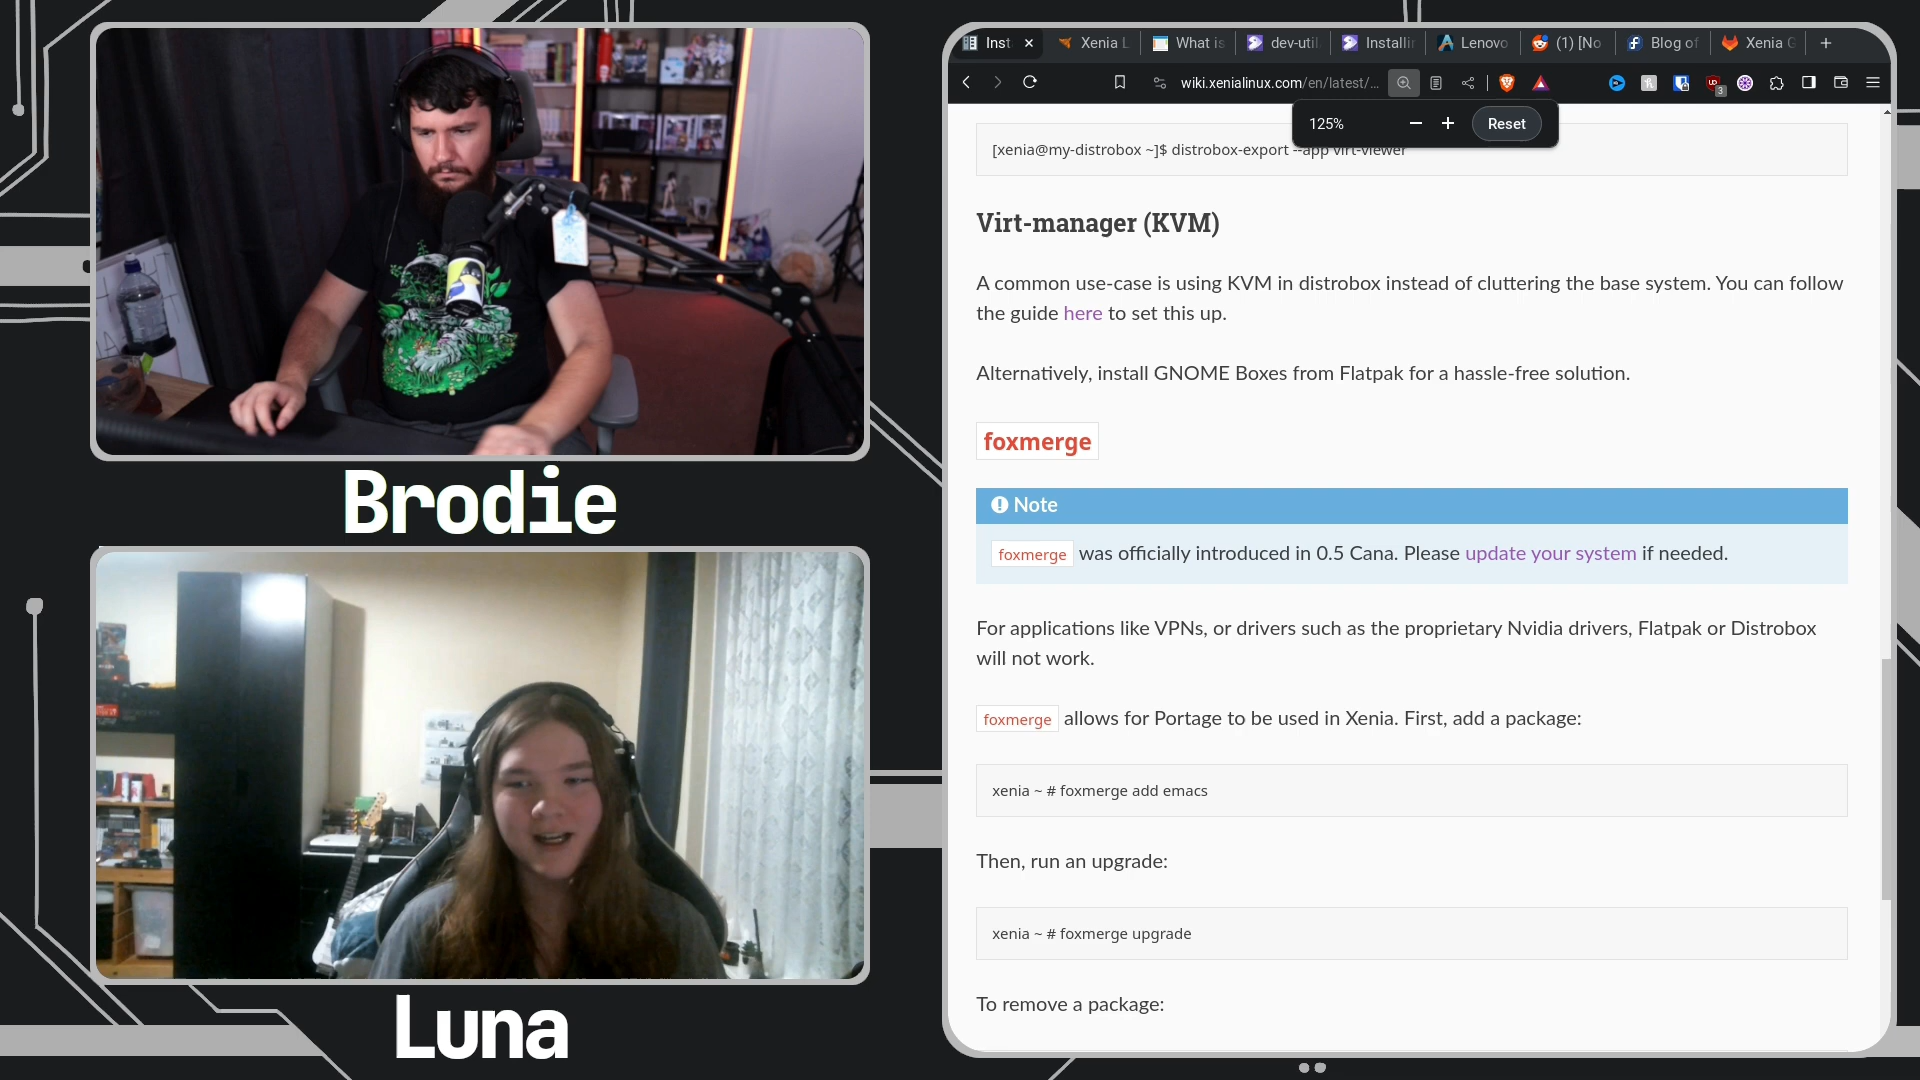 Inst
Xenia L
What is
dev-util
Installin
Lenovo
(1) [No
Blog of
Xenia G
wiki.xenialinux.com/en/latest/...
3
125%
Reset
[xenia@my-distrobox ~]$ distrobox-export --app virt-viewer
Virt-manager (KVM)
A common use-case is using KVM in distrobox instead of cluttering the base system. You can follow
the guide here to set this up.
Alternatively, install GNOME Boxes from Flatpak for a hassle-free solution.
foxmerge
Note
foxmerge was officially introduced in 0.5 Cana. Please update your system if needed.
For applications like VPNs, or drivers such as the proprietary Nvidia drivers, Flatpak or Distrobox
will not work.
foxmerge allows for Portage to be used in Xenia. First, add a package:
xenia ~ # foxmerge add emacs
Then, run an upgrade:
xenia ~ # foxmerge upgrade
To remove a package:
Brodie
Luna